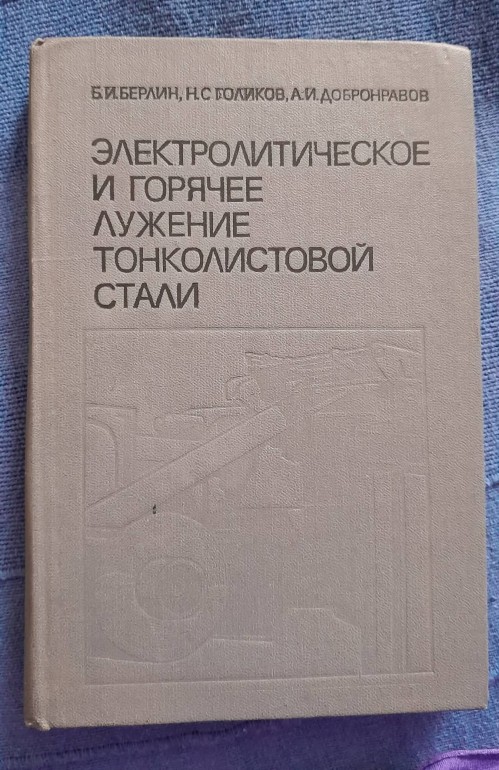 Б.И.БЕРЛИН, Н.С.ГОЛИКОВ, А.И.ДОБРОНРАВОВ
ЭЛЕКТРОЛИТИЧЕСКОЕ
И ГОРЯЧЕЕ
ЛУЖЕНИЕ
ТОНКОЛИСТОВОЙ
СТАЛИ